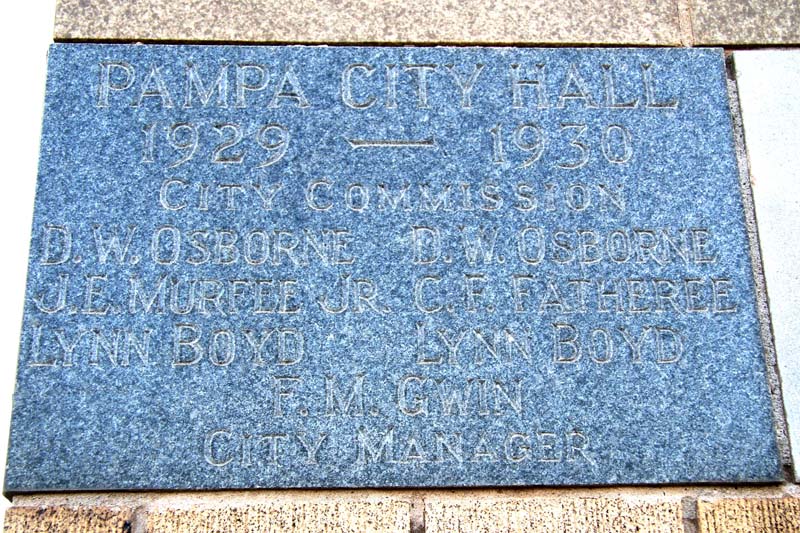 PAMPA CITY HALL
1929 — 1930
CITY COMMISSION
D.W. OSBORNE D.W. OSBORNE
J.E. MURFEE JR. C.F. FATHEREE
LYNN BOYD LYNN BOYD
F.M. GWIN
CITY MANAGER